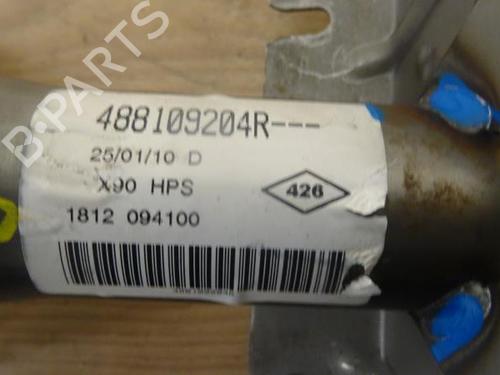 B-PARTS
488109204R---
25/01/10 D
X90 HPS
426
1812 094100